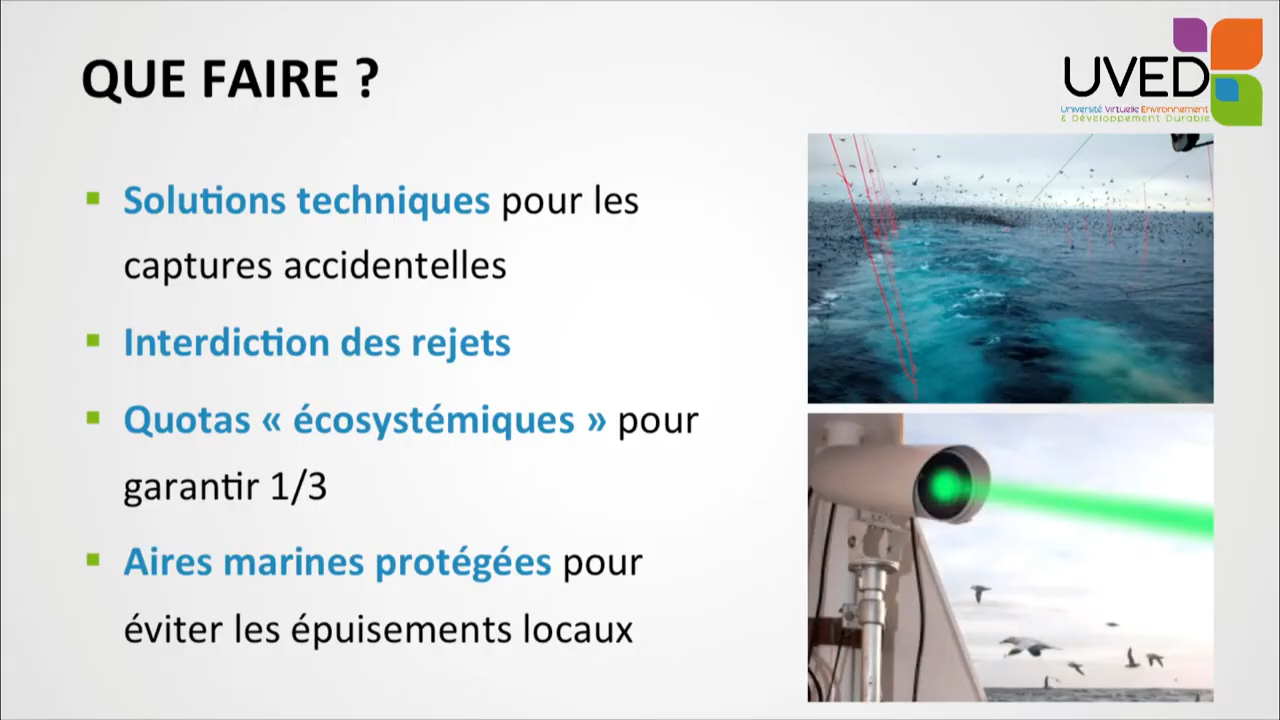 QUE FAIRE ?
UVED
Université Virtuelle Environnement
& Développement Durable
Solutions techniques pour les
captures accidentelles
Interdiction des rejets
Quotas « écosystémiques » pour
garantir 1/3
Aires marines protégées pour
éviter les épuisements locaux